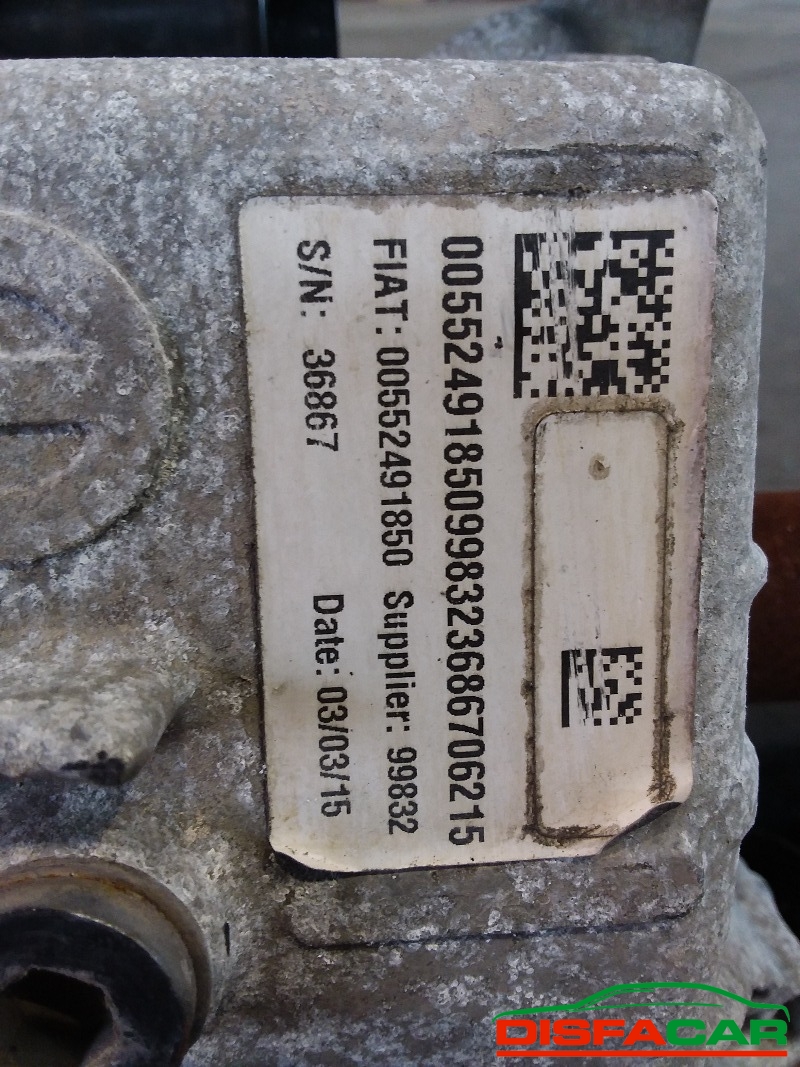 00552491850998323686706215
FIAT: 00552491850 Supplier: 99832
S/N: 36867 Date: 03/03/15
DISFACAR